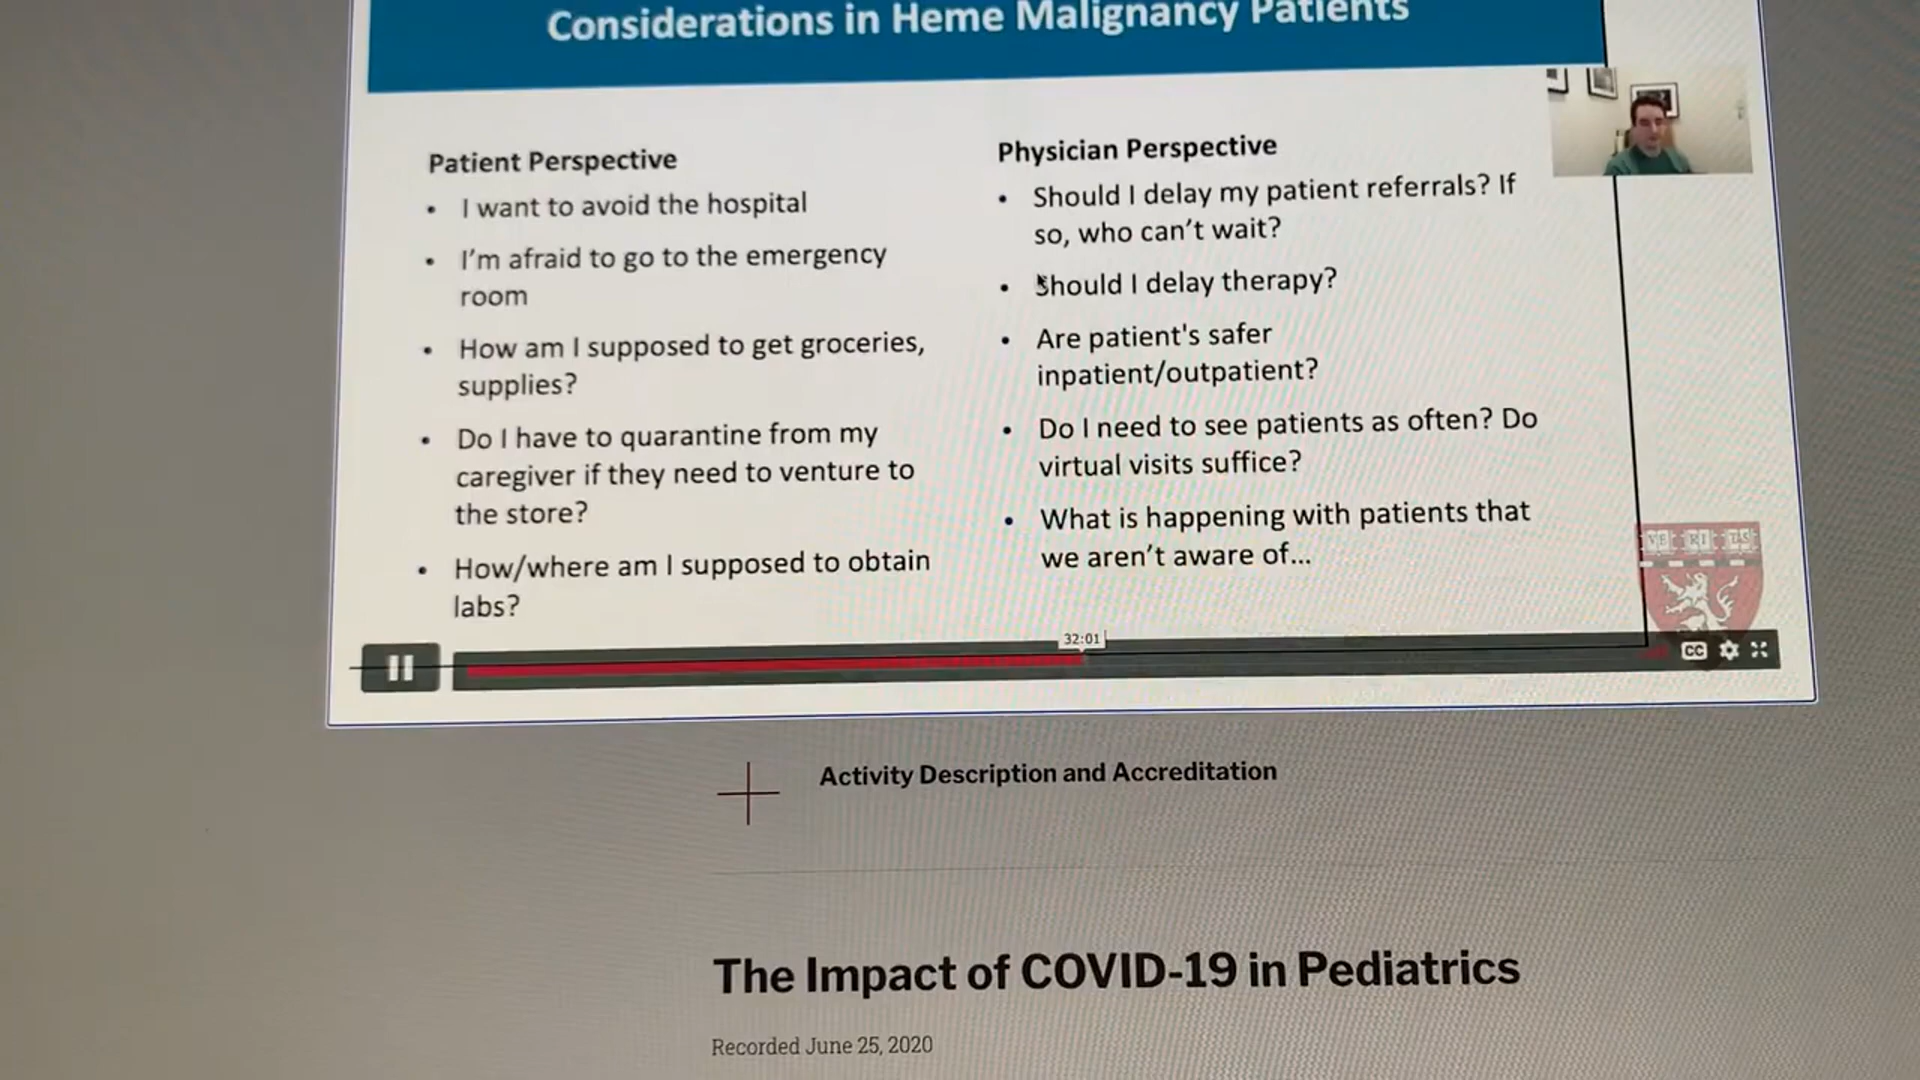 Considerations in Heme Malignancy Patients
Patient Perspective
• I want to avoid the hospital
• I'm afraid to go to the emergency
room
• How am I supposed to get groceries,
supplies?
• Do I have to quarantine from my
caregiver if they need to venture to
the store?
• How/where am I supposed to obtain
labs?
Physician Perspective
• Should I delay my patient referrals? If
so, who can't wait?
• Should I delay therapy?
• Are patient's safer
inpatient/outpatient?
• Do I need to see patients as often? Do
virtual visits suffice?
• What is happening with patients that
we aren't aware of...
VE RI TAS
32:01
CC
Activity Description and Accreditation
The Impact of COVID-19 in Pediatrics
Recorded June 25, 2020